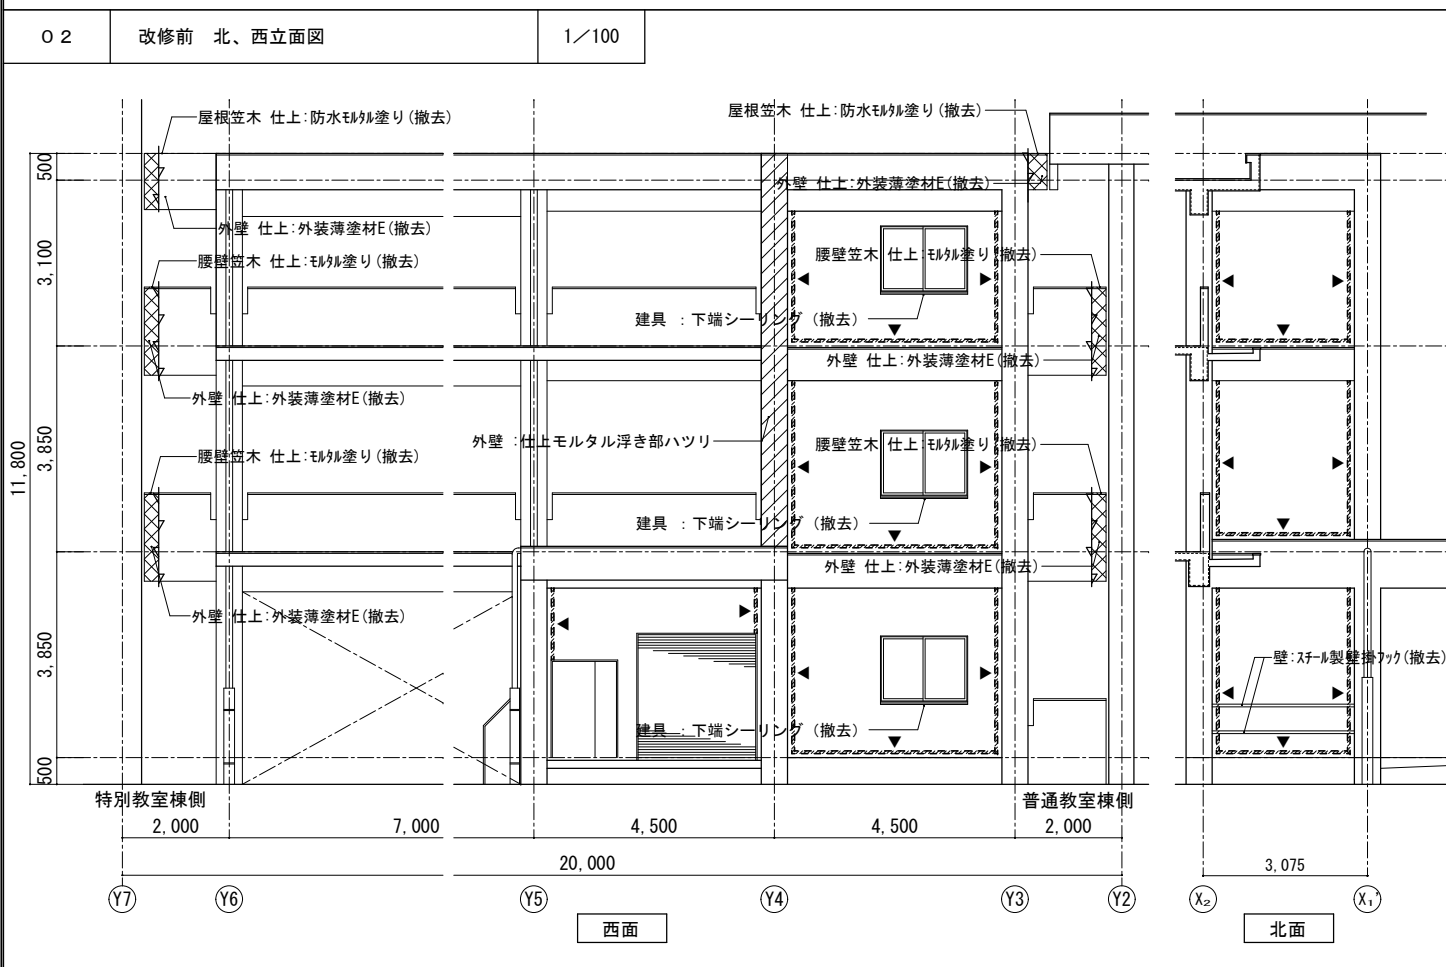 02 改修前 北、西立面図 1/100
屋根笠木 仕上:防水モルタル塗り(撤去)
屋根笠木 仕上:防水モルタル塗り(撤去)
外壁 仕上:外装薄塗材E(撤去)
外壁 仕上:外装薄塗材E(撤去)
腰壁笠木 仕上:モルタル塗り(撤去)
腰壁笠木 仕上:モルタル塗り(撤去)
建具 :下端シーリング (撤去)
外壁 仕上:外装薄塗材E(撤去)
外壁 仕上:外装薄塗材E(撤去)
外壁 :仕上モルタル浮き部ハツリ
腰壁笠木 仕上:モルタル塗り(撤去)
腰壁笠木 仕上:モルタル塗り(撤去)
建具 :下端シーリング (撤去)
外壁 仕上:外装薄塗材E(撤去)
外壁 仕上:外装薄塗材E(撤去)
壁:スチール製壁掛フック(撤去)
建具 :下端シーリング (撤去)
500
3,100
3,850
3,850
500
11,800
特別教室棟側 普通教室棟側
2,000 7,000 4,500 4,500 2,000
20,000 3,075
Y7 Y6 Y5 Y4 Y3 Y2 X₂ X₁'
西面 北面